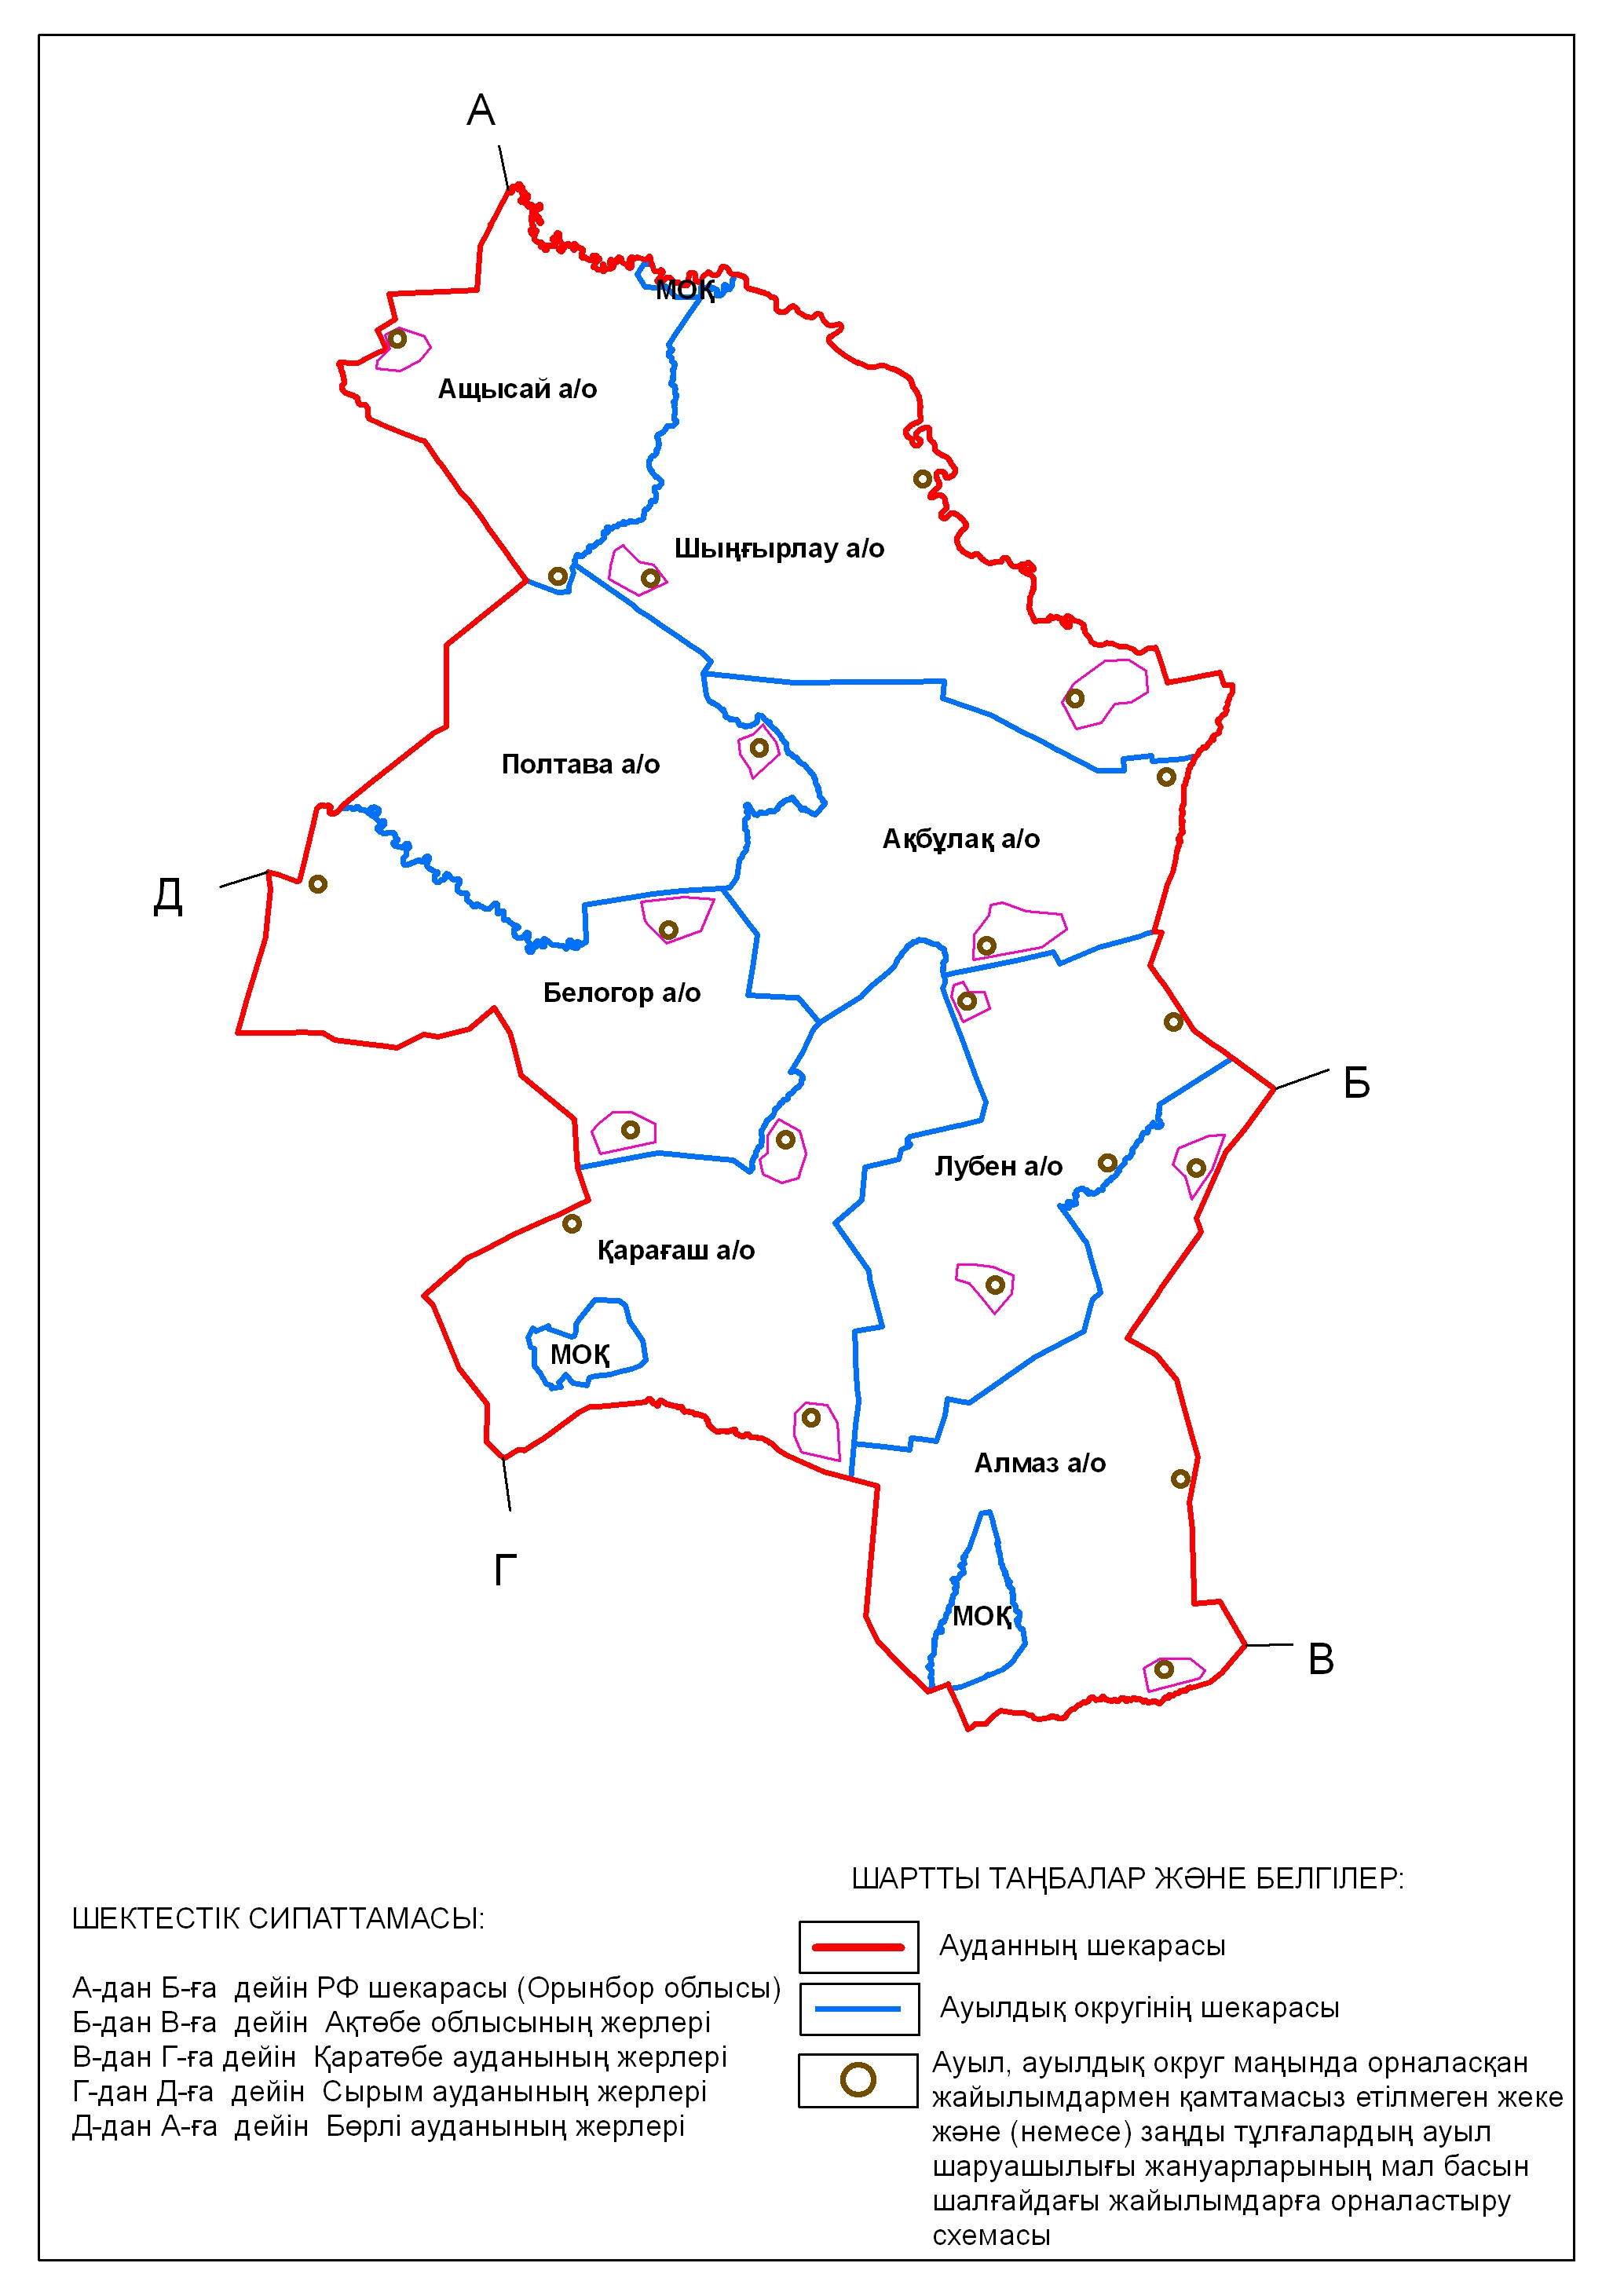 А
МОҚ
Ащысай а/о
Шыңғырлау а/о
Полтава а/о
Ақбұлақ а/о
Д
Белогор а/о
Б
Лубен а/о
Қарағаш а/о
МОҚ
Алмаз а/о
Г
МОҚ
В
ШЕКТЕСТІК СИПАТТАМАСЫ:
А-дан Б-ға дейін РФ шекарасы (Орынбор облысы)
Б-дан В-ға дейін Ақтөбе облысының жерлері
В-дан Г-ға дейін Қаратөбе ауданының жерлері
Г-дан Д-ға дейін Сырым ауданының жерлері
Д-дан А-ға дейін Бөрлі ауданының жерлері
ШАРТТЫ ТАҢБАЛАР ЖӘНЕ БЕЛГІЛЕР:
Ауданның шекарасы
Ауылдық округінің шекарасы
Ауыл, ауылдық округ маңында орналасқан
жайылымдармен қамтамасыз етілмеген жеке
және (немесе) заңды тұлғалардың ауыл
шаруашылығы жануарларының мал басын
шалғайдағы жайылымдарға орналастыру
схемасы